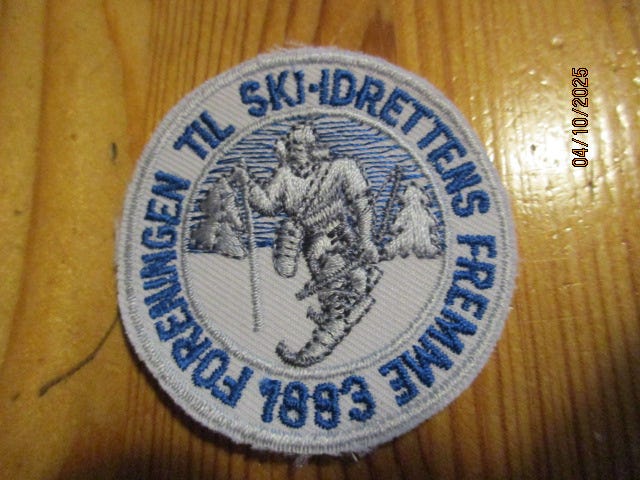 FORENINGEN TIL SKI-IDRETTENS FREMME
1883
04/10/2025